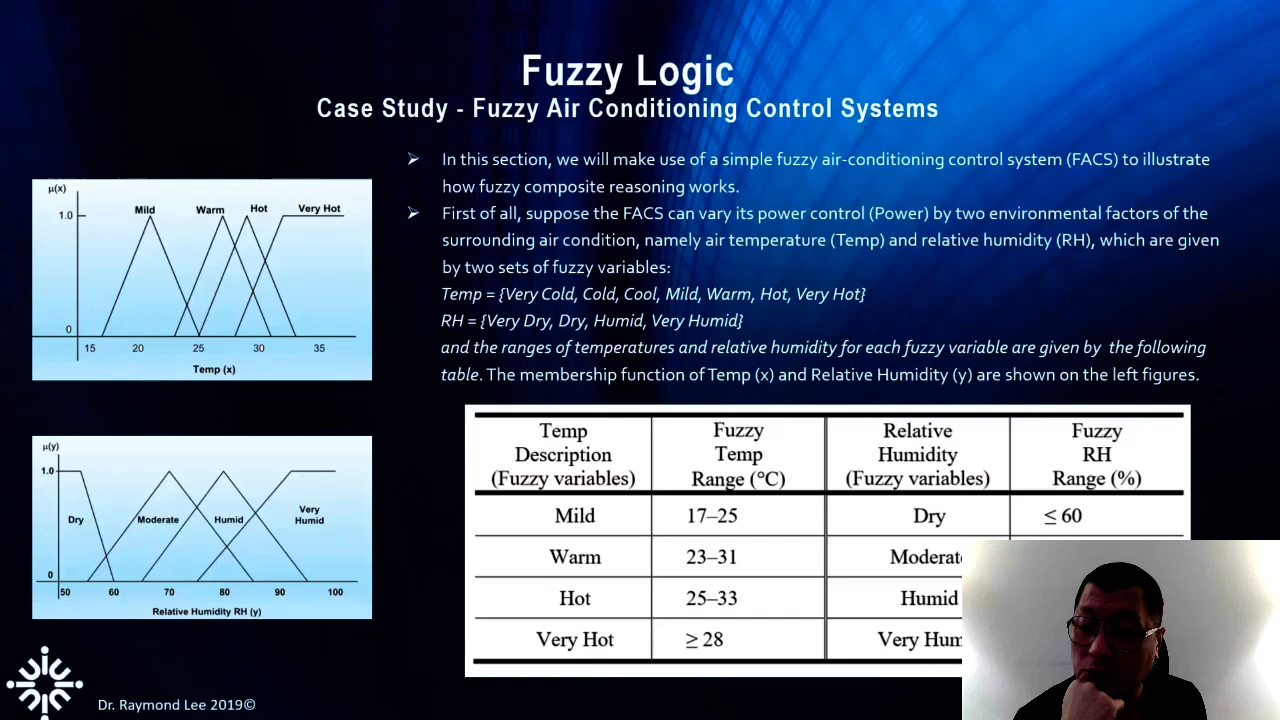 Fuzzy Logic
Case Study - Fuzzy Air Conditioning Control Systems
➢ In this section, we will make use of a simple fuzzy air-conditioning control system (FACS) to illustrate
how fuzzy composite reasoning works.
➢ First of all, suppose the FACS can vary its power control (Power) by two environmental factors of the
surrounding air condition, namely air temperature (Temp) and relative humidity (RH), which are given
by two sets of fuzzy variables:
Temp = {Very Cold, Cold, Cool, Mild, Warm, Hot, Very Hot}
RH = {Very Dry, Dry, Humid, Very Humid}
and the ranges of temperatures and relative humidity for each fuzzy variable are given by the following
table. The membership function of Temp (x) and Relative Humidity (y) are shown on the left figures.
μ(x)
1.0 Mild Warm Hot Very Hot
0
15 20 25 30 35
Temp (x)
μ(y)
1.0
Dry Moderate Humid Very
Humid
0
50 60 70 80 90 100
Relative Humidity RH (y)
Temp Fuzzy Relative Fuzzy
Description Temp Humidity RH
(Fuzzy variables) Range (°C) (Fuzzy variables) Range (%)
Mild 17–25 Dry ≤ 60
Warm 23–31 Moderat
Hot 25–33 Humid
Very Hot ≥ 28 Very Hum
Dr. Raymond Lee 2019©